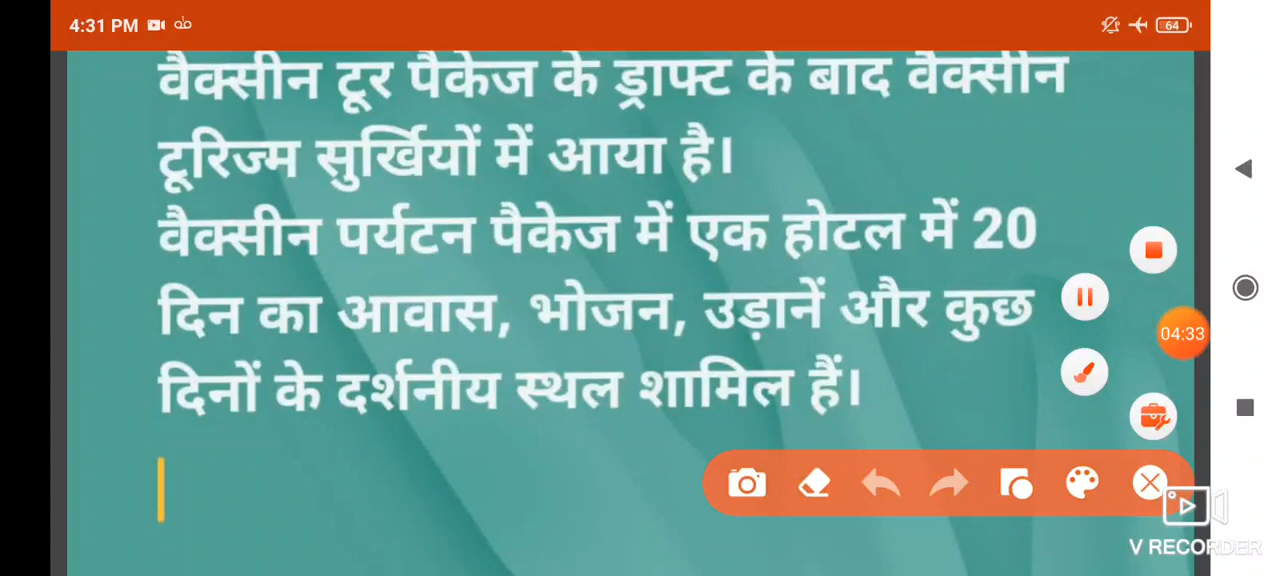 4:31 PM
64
वैक्सीन टूर पैकेज के ड्राफ्ट के बाद वैक्सीन
टूरिज्म सुर्खियों में आया है।
वैक्सीन पर्यटन पैकेज में एक होटल में 20
दिन का आवास, भोजन, उड़ानें और कुछ
दिनों के दर्शनीय स्थल शामिल हैं।
04:33
V RECORDER